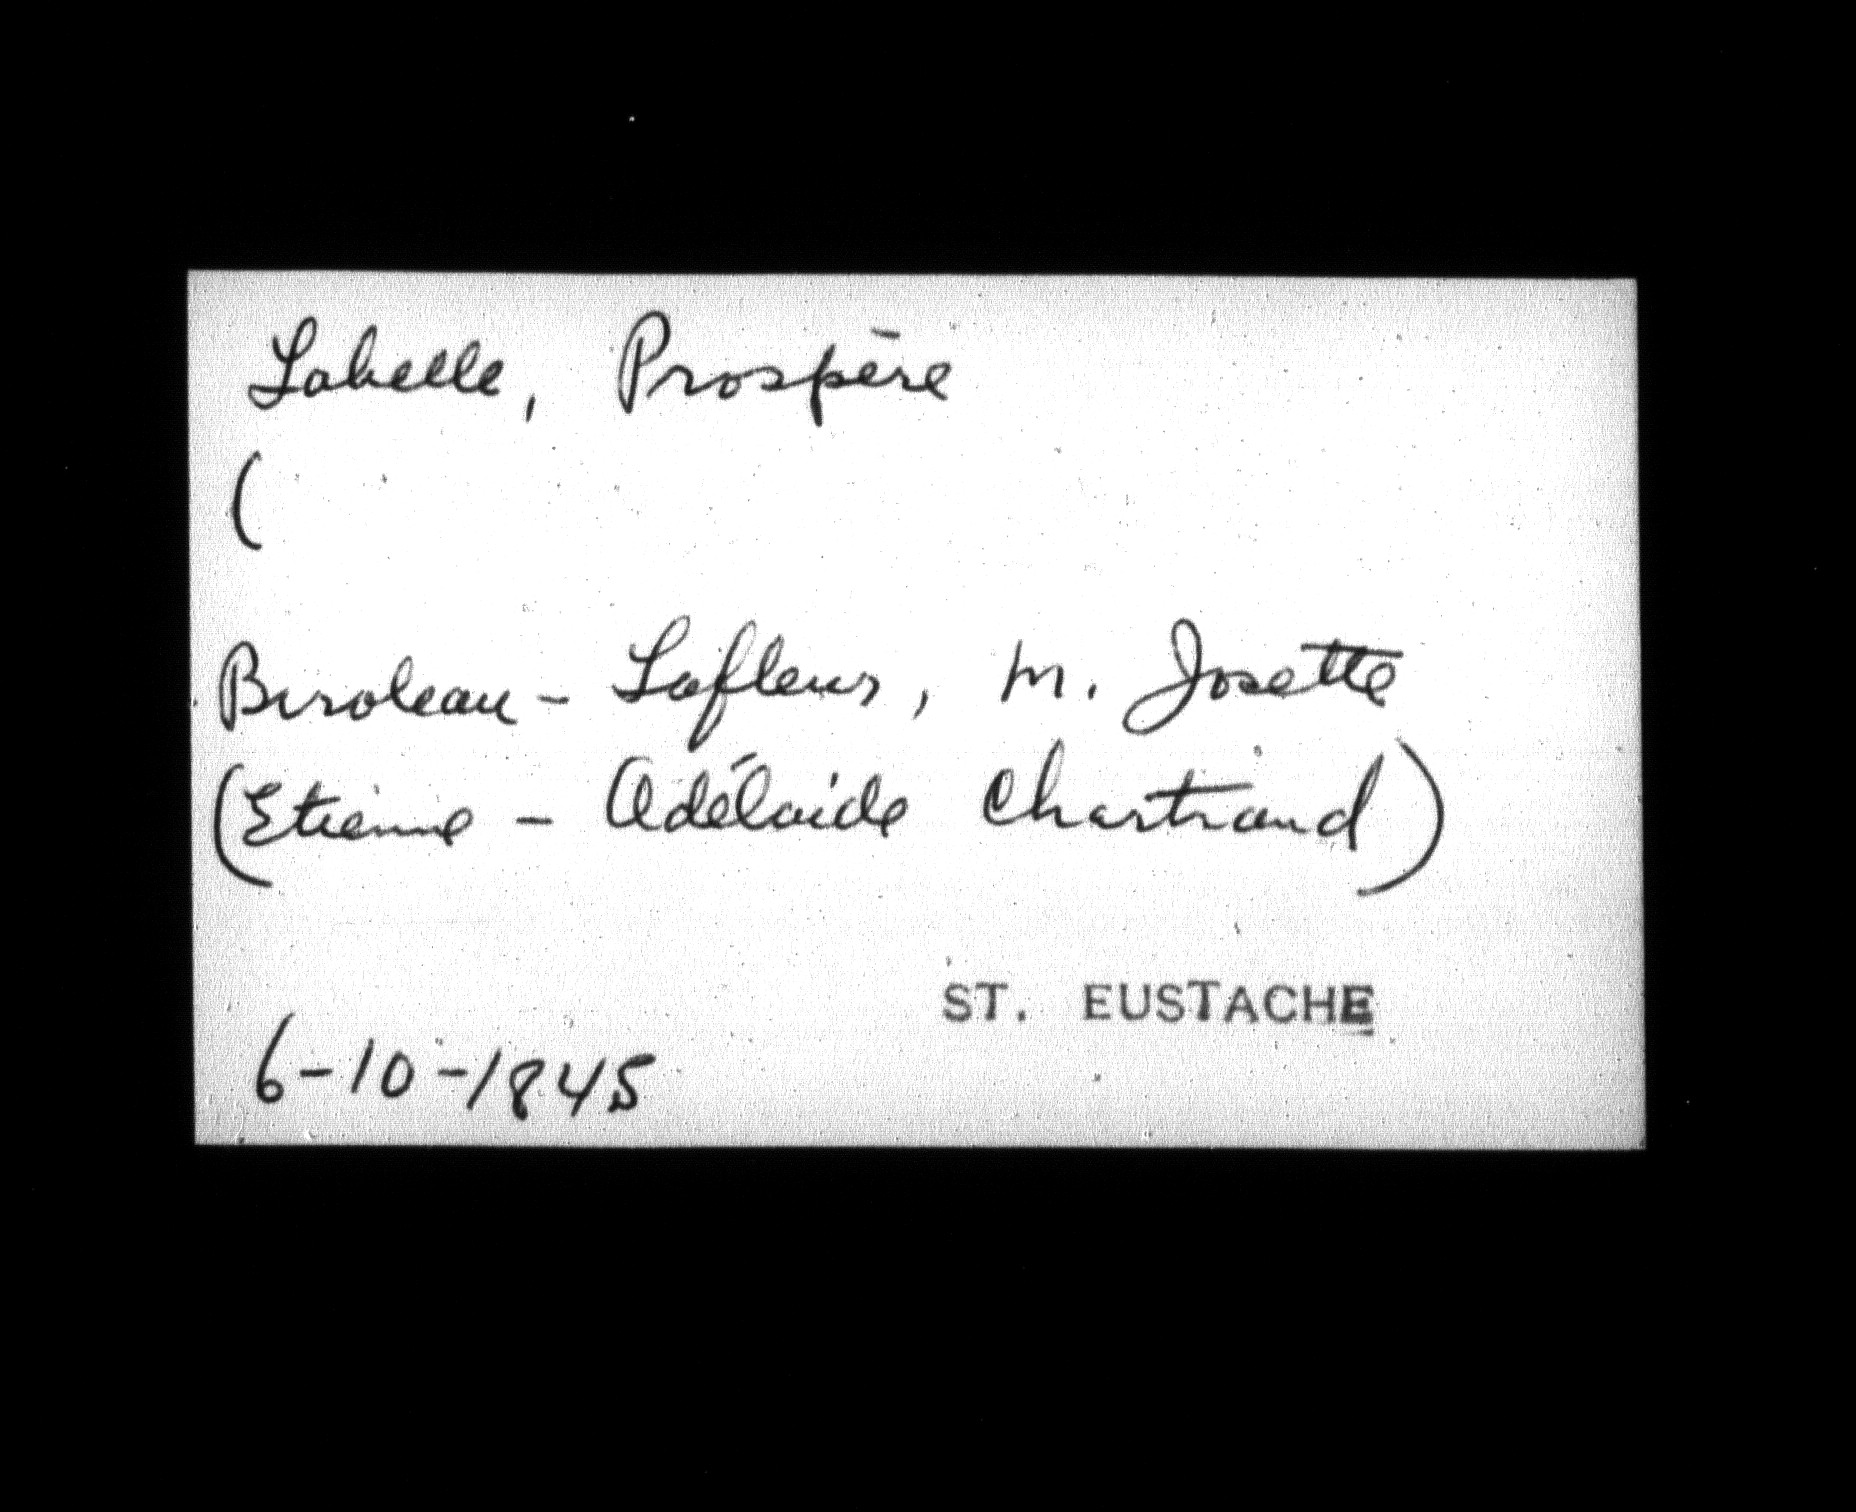 Labelle, Prospère
(
Biroleau - Lafleur, M. Josette
(Etienne - Adélaide Chartrand)
ST. EUSTACHE
6-10-1845